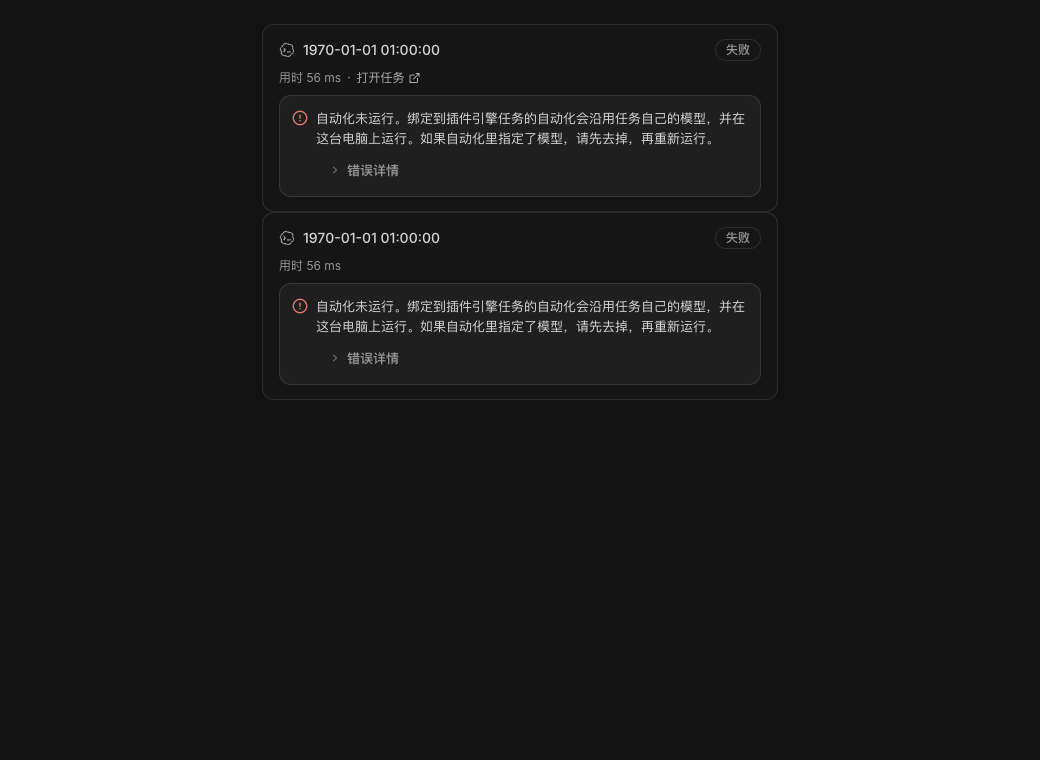 1970-01-01 01:00:00 失败
用时 56 ms · 打开任务
自动化未运行。绑定到插件引擎任务的自动化会沿用任务自己的模型，并在
这台电脑上运行。如果自动化里指定了模型，请先去掉，再重新运行。
错误详情
1970-01-01 01:00:00 失败
用时 56 ms
自动化未运行。绑定到插件引擎任务的自动化会沿用任务自己的模型，并在
这台电脑上运行。如果自动化里指定了模型，请先去掉，再重新运行。
错误详情